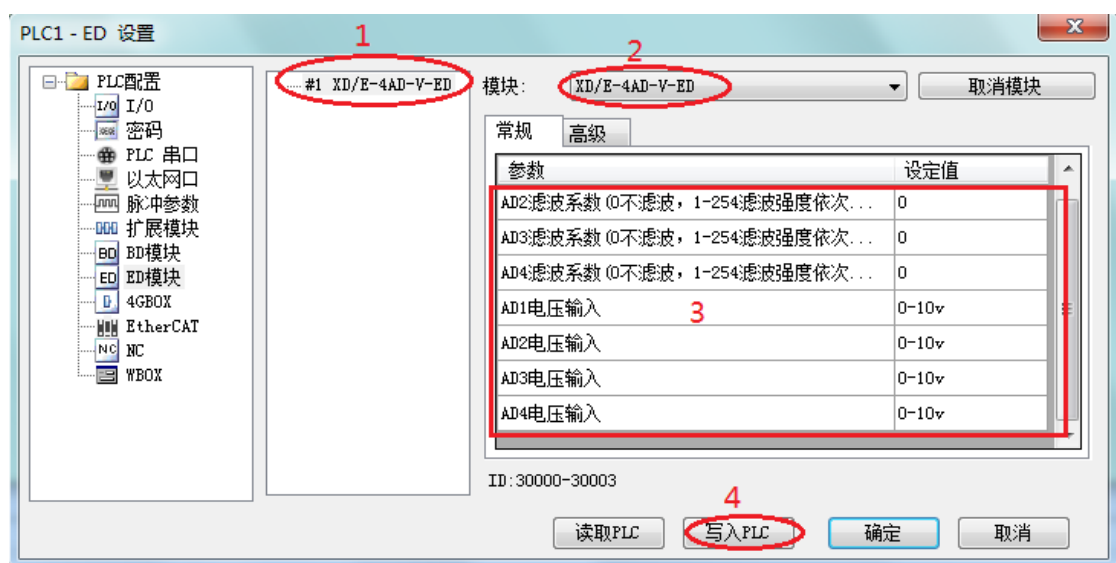 PLC1 - ED 设置
1
2
PLC配置
I/O I/O
密码
PLC 串口
以太网口
脉冲参数
扩展模块
BD BD模块
ED ED模块
4GBOX
EtherCAT
NC NC
WBOX
#1 XD/E-4AD-V-ED
模块: XD/E-4AD-V-ED 取消模块
常规 高级
参数 设定值
AD2滤波系数(0不滤波，1-254滤波强度依次... 0
AD3滤波系数(0不滤波，1-254滤波强度依次... 0
AD4滤波系数(0不滤波，1-254滤波强度依次... 0
AD1电压输入 0-10v
3
AD2电压输入 0-10v
AD3电压输入 0-10v
AD4电压输入 0-10v
ID:30000-30003
4
读取PLC 写入PLC 确定 取消